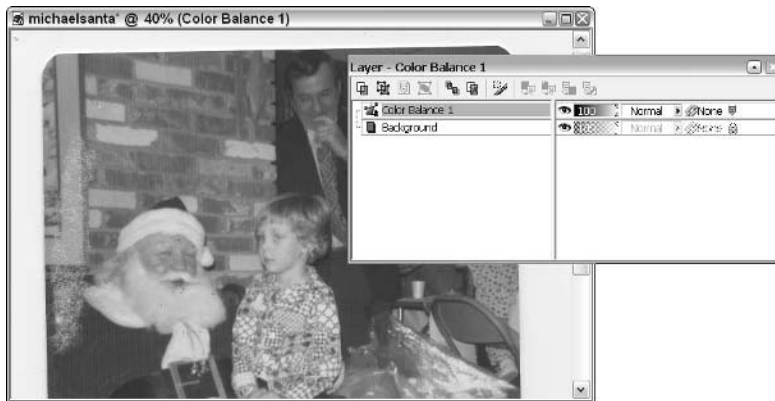 michaelsanta* @ 40% (Color Balance 1)
Layer - Color Balance 1
Color Balance 1 100 Normal None
Background Normal None